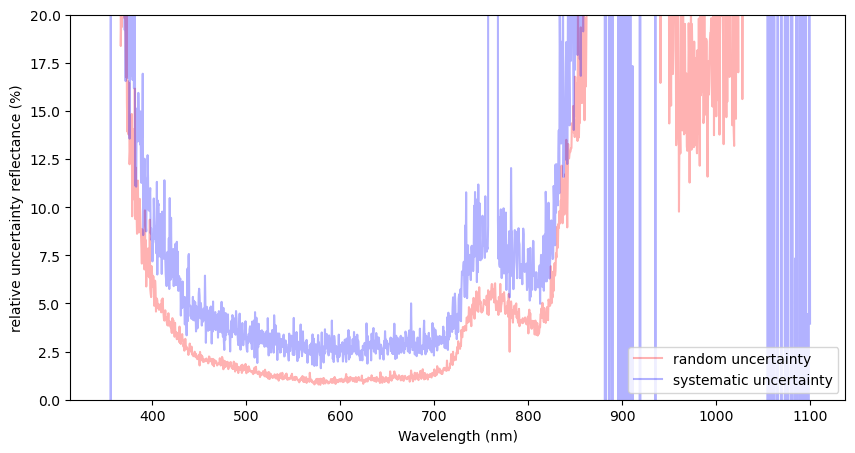 20.0
17.5
15.0
12.5
10.0
7.5
5.0
2.5
0.0
relative uncertainty reflectance (%)
random uncertainty
systematic uncertainty
400 500 600 700 800 900 1000 1100
Wavelength (nm)